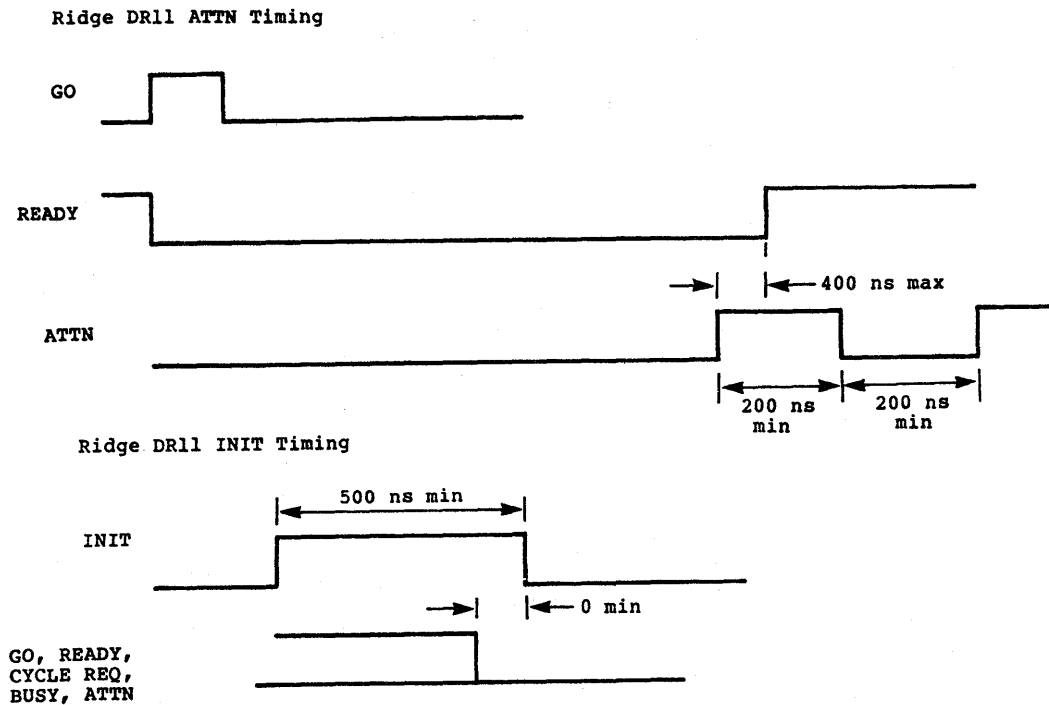 Ridge DR11 ATTN Timing
GO
READY
400 ns max
ATTN
200 ns
min
200 ns
min
Ridge DR11 INIT Timing
500 ns min
INIT
0 min
GO, READY,
CYCLE REQ,
BUSY, ATTN